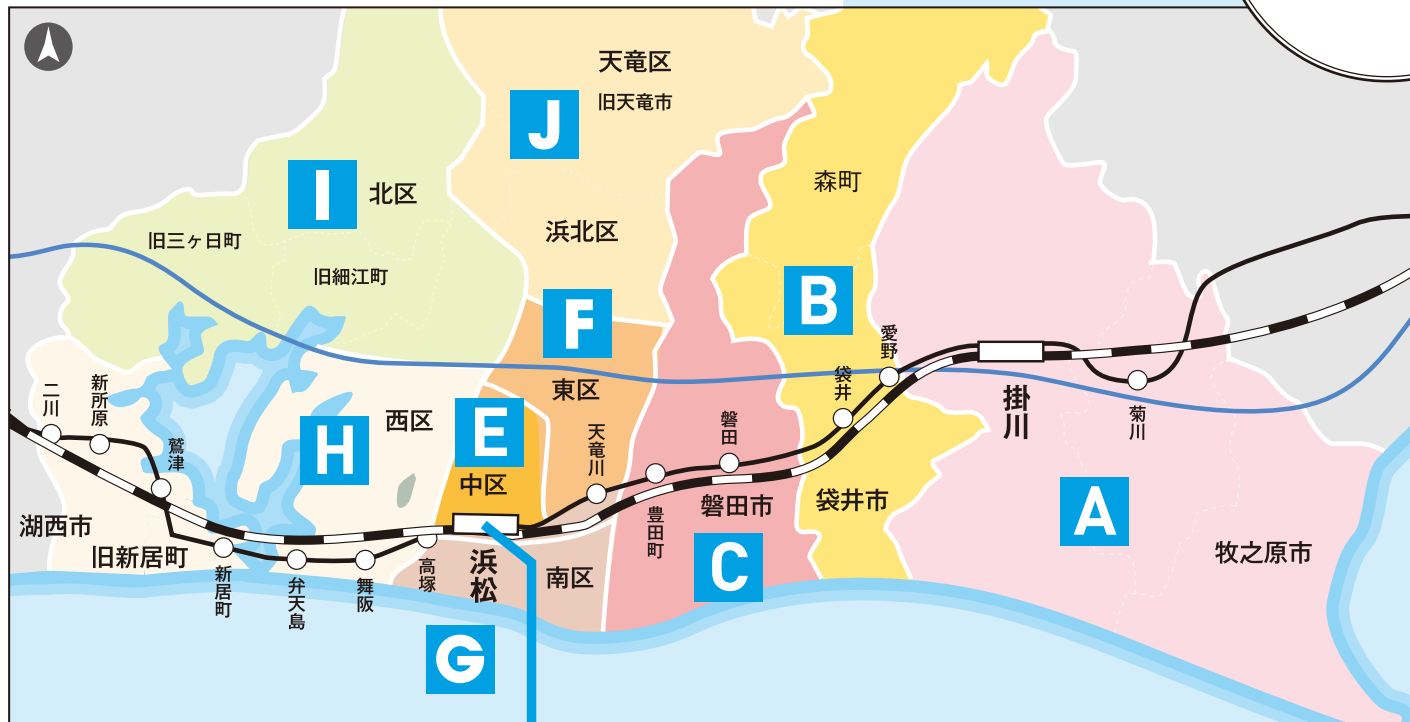 天竜区
旧天竜市
J
I
北区
森町
浜北区
旧三ヶ日町
旧細江町
B
F
愛野
東区
袋井
二川
新所原
掛川
菊川
西区
E
磐田
H
天竜川
鷲津
中区
磐田市
袋井市
A
豊田町
湖西市
旧新居町
牧之原市
浜松
C
高塚
南区
新居町
弁天島
舞阪
G